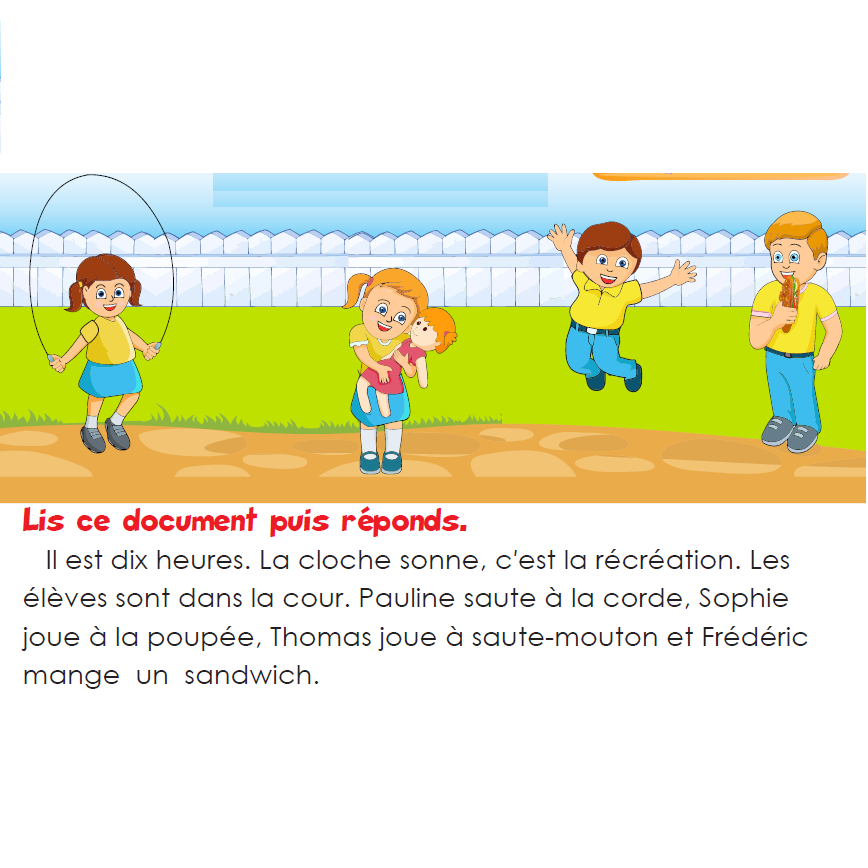 Lis ce document puis réponds.
Il est dix heures. La cloche sonne, c'est la récréation. Les
élèves sont dans la cour. Pauline saute à la corde, Sophie
joue à la poupée, Thomas joue à saute-mouton et Frédéric
mange un sandwich.